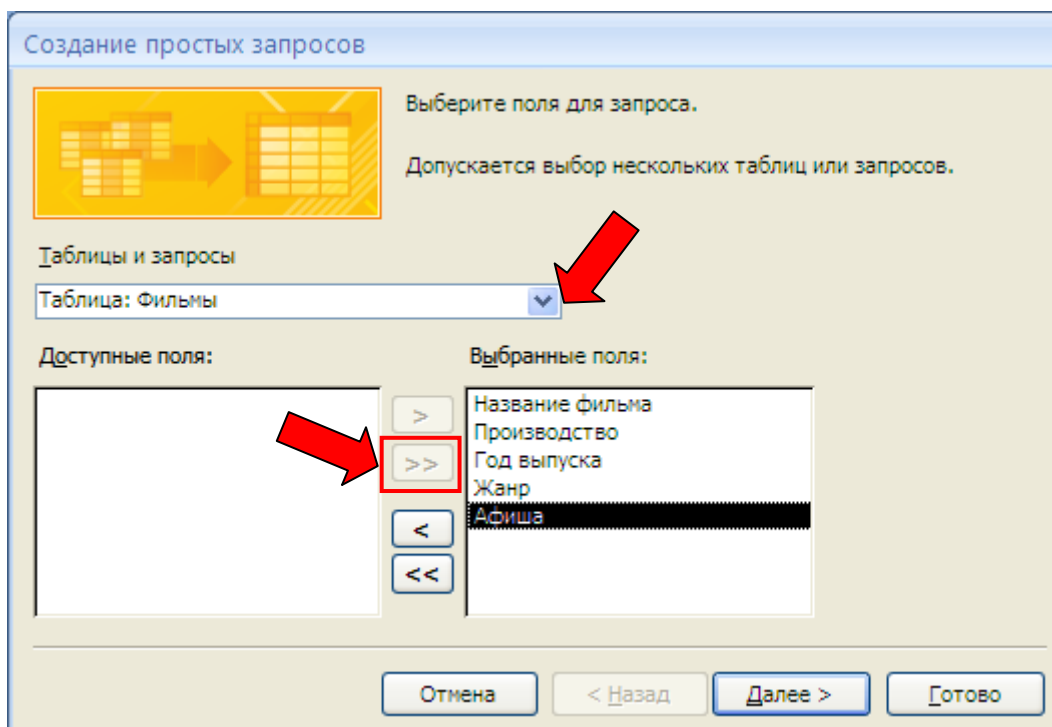 Создание простых запросов
Выберите поля для запроса.
Допускается выбор нескольких таблиц или запросов.
Таблицы и запросы
Таблица: Фильмы
Доступные поля:
Выбранные поля:
>
>>
<
<<
Название фильма
Производство
Год выпуска
Жанр
Афиша
Отмена
< Назад
Далее >
Готово